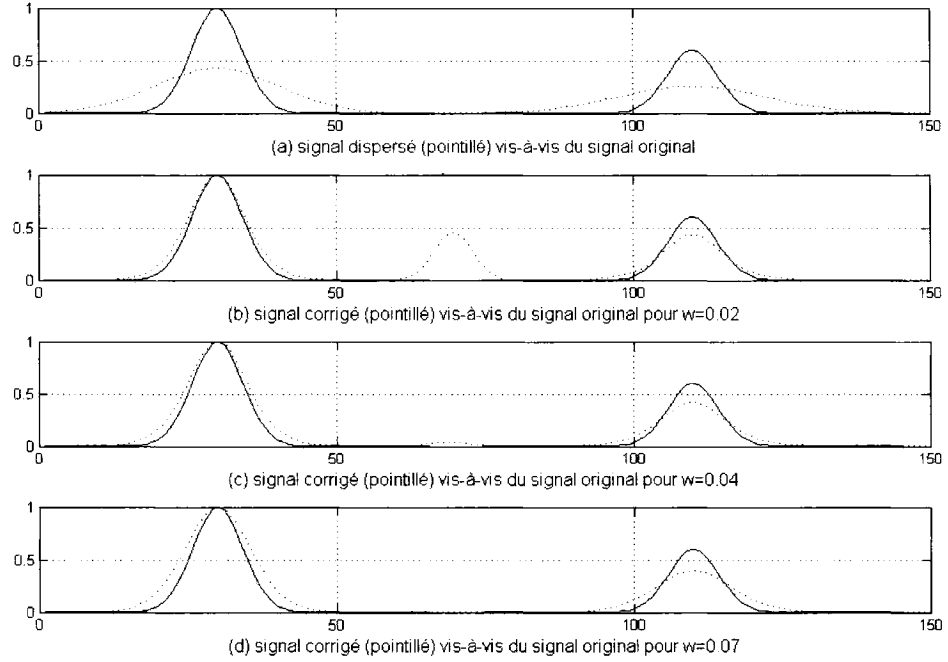 1
0.5
0
0 50 100 150
(a) signal dispersé (pointillé) vis-à-vis du signal original
1
0.5
0
0 50 100 150
(b) signal corrigé (pointillé) vis-à-vis du signal original pour w=0.02
1
0.5
0
0 50 100 150
(c) signal corrigé (pointillé) vis-à-vis du signal original pour w=0.04
1
0.5
0
0 50 100 150
(d) signal corrigé (pointillé) vis-à-vis du signal original pour w=0.07